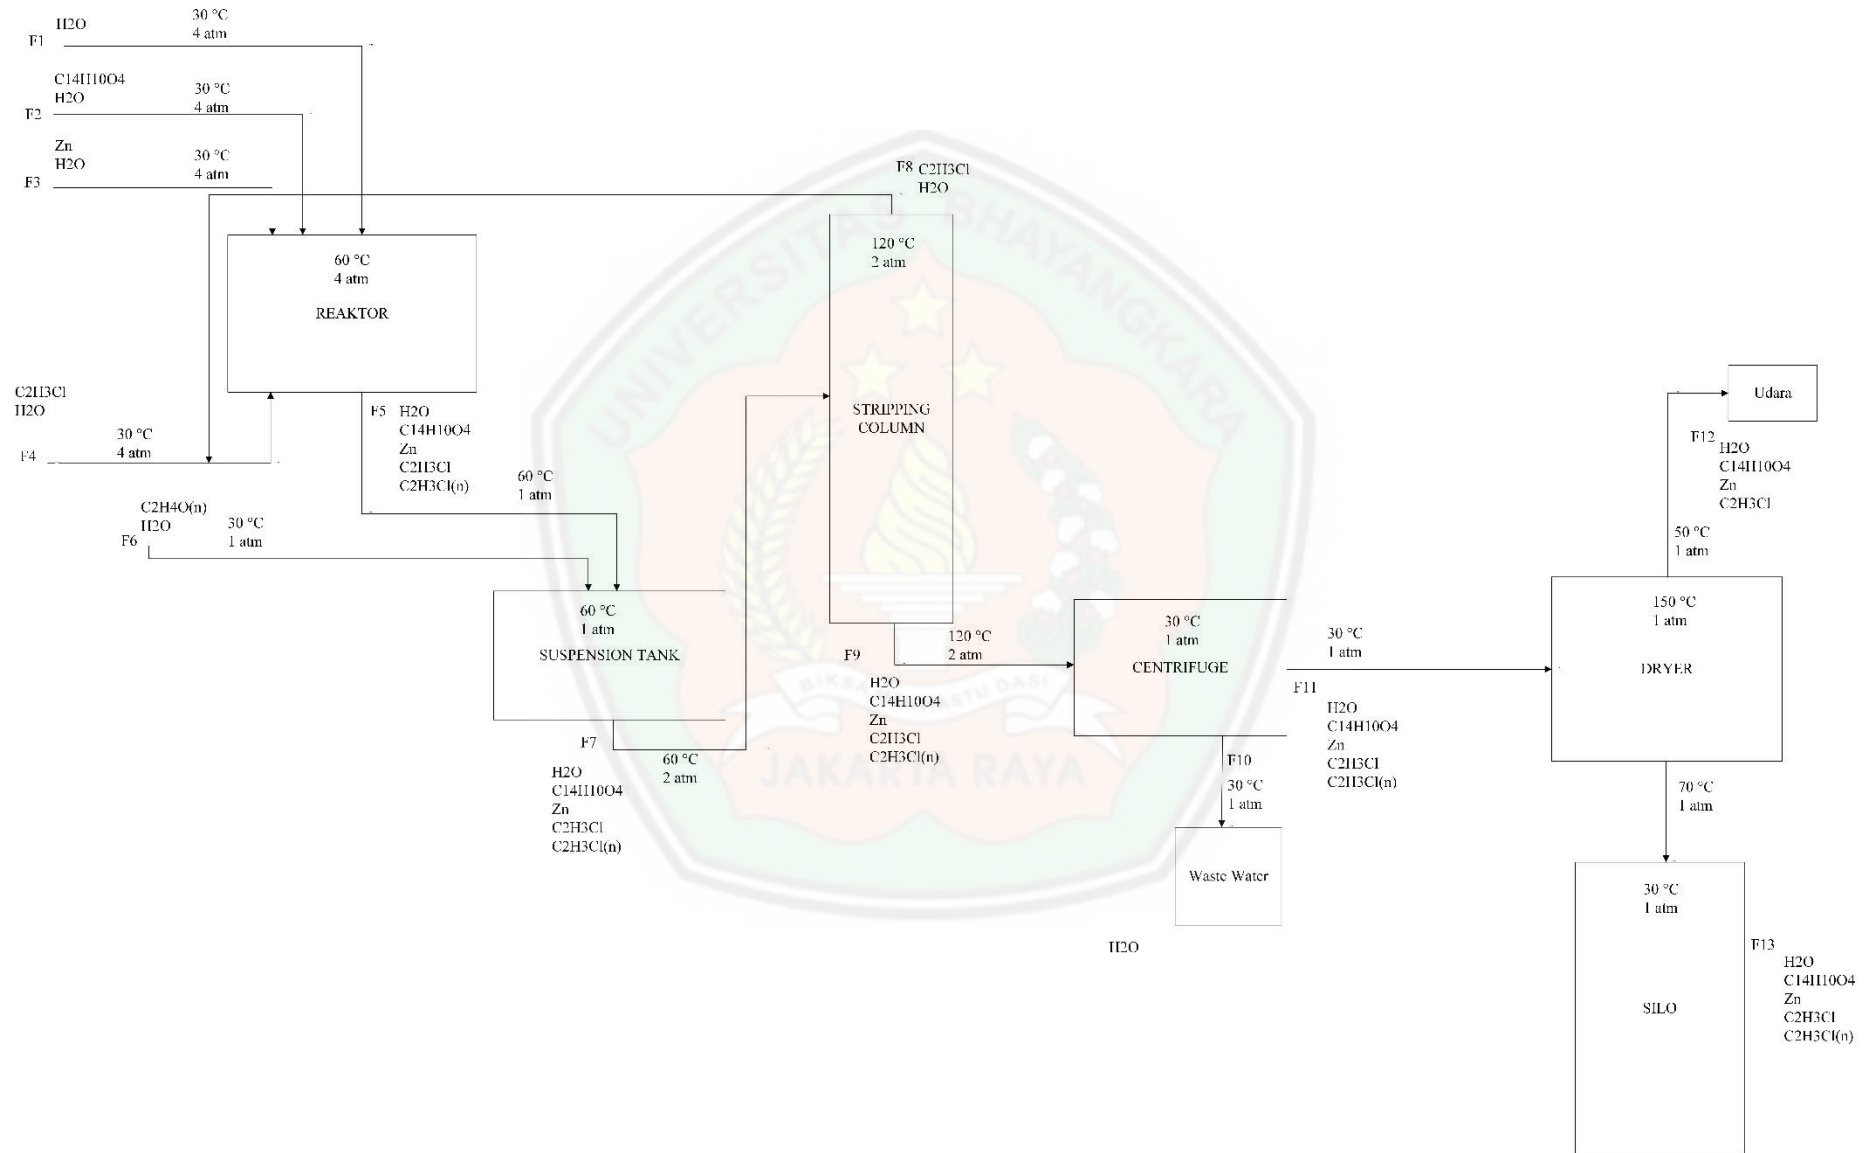 H2O
30 °C
4 atm
F1
C14H10O4
H2O
30 °C
4 atm
F2
Zn
H2O
30 °C
4 atm
F3
F8
C2H3Cl
H2O
60 °C
4 atm
REAKTOR
120 °C
2 atm
STRIPPING
COLUMN
C2H3Cl
H2O
30 °C
4 atm
F4
F5
H2O
C14H10O4
Zn
C2H3Cl
C2H3Cl(n)
60 °C
1 atm
C2H4O(n)
H2O
30 °C
1 atm
F6
60 °C
1 atm
SUSPENSION TANK
F7
H2O
C14H10O4
Zn
C2H3Cl
C2H3Cl(n)
60 °C
2 atm
F9
120 °C
2 atm
H2O
C14H10O4
Zn
C2H3Cl
C2H3Cl(n)
30 °C
1 atm
CENTRIFUGE
F10
30 °C
1 atm
Waste Water
H2O
30 °C
1 atm
F11
H2O
C14H10O4
Zn
C2H3Cl
C2H3Cl(n)
Udara
F12
H2O
C14H10O4
Zn
C2H3Cl
50 °C
1 atm
150 °C
1 atm
DRYER
70 °C
1 atm
30 °C
1 atm
SILO
F13
H2O
C14H10O4
Zn
C2H3Cl
C2H3Cl(n)
UNIVERSITAS BHAYANGKARA
JAKARTA RAYA